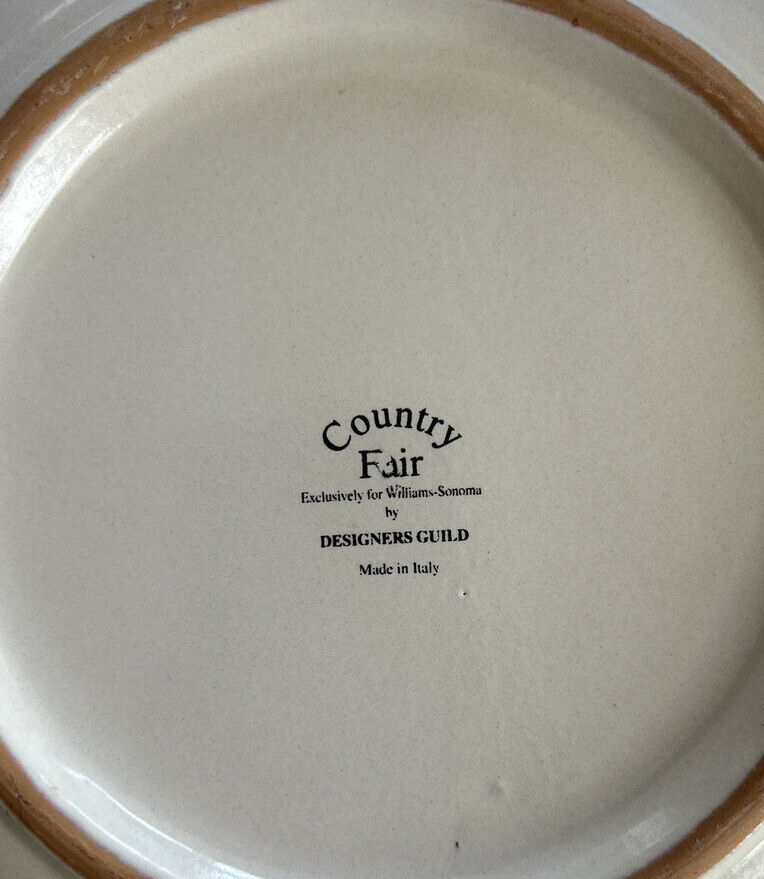 Country
Fair
Exclusively for Williams-Sonoma
by
DESIGNERS GUILD
Made in Italy